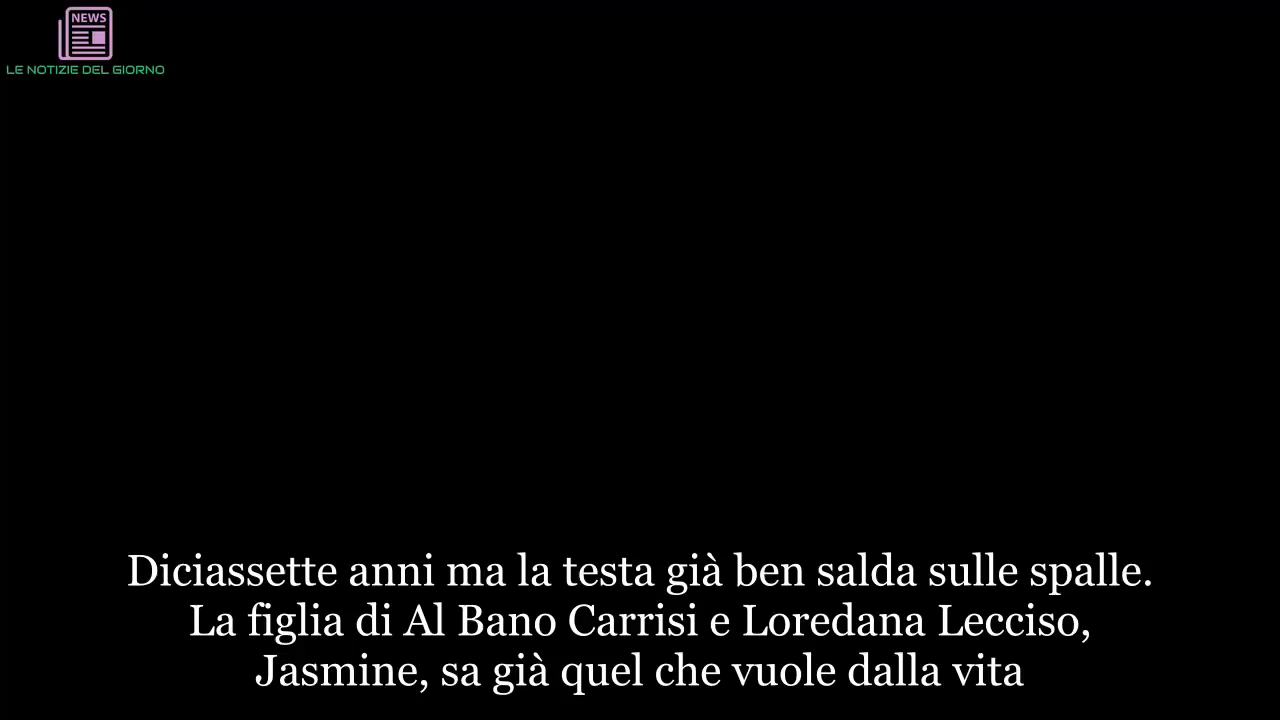 NEWS
LE NOTIZIE DEL GIORNO
Diciassette anni ma la testa già ben salda sulle spalle.
La figlia di Al Bano Carrisi e Loredana Lecciso,
Jasmine, sa già quel che vuole dalla vita